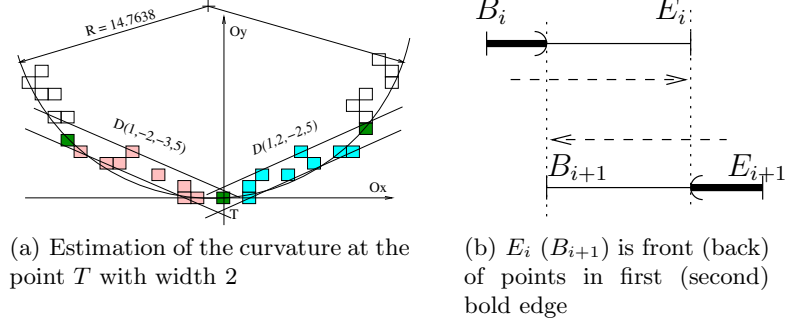 R = 14.7638
Oy
D(1,−2,−3,5)
D(1,2,−2,5)
Ox
T
B_i
E_i
B_{i+1}
E_{i+1}
(a) Estimation of the curvature at the
point T with width 2
(b) E_i (B_{i+1}) is front (back)
of points in first (second)
bold edge